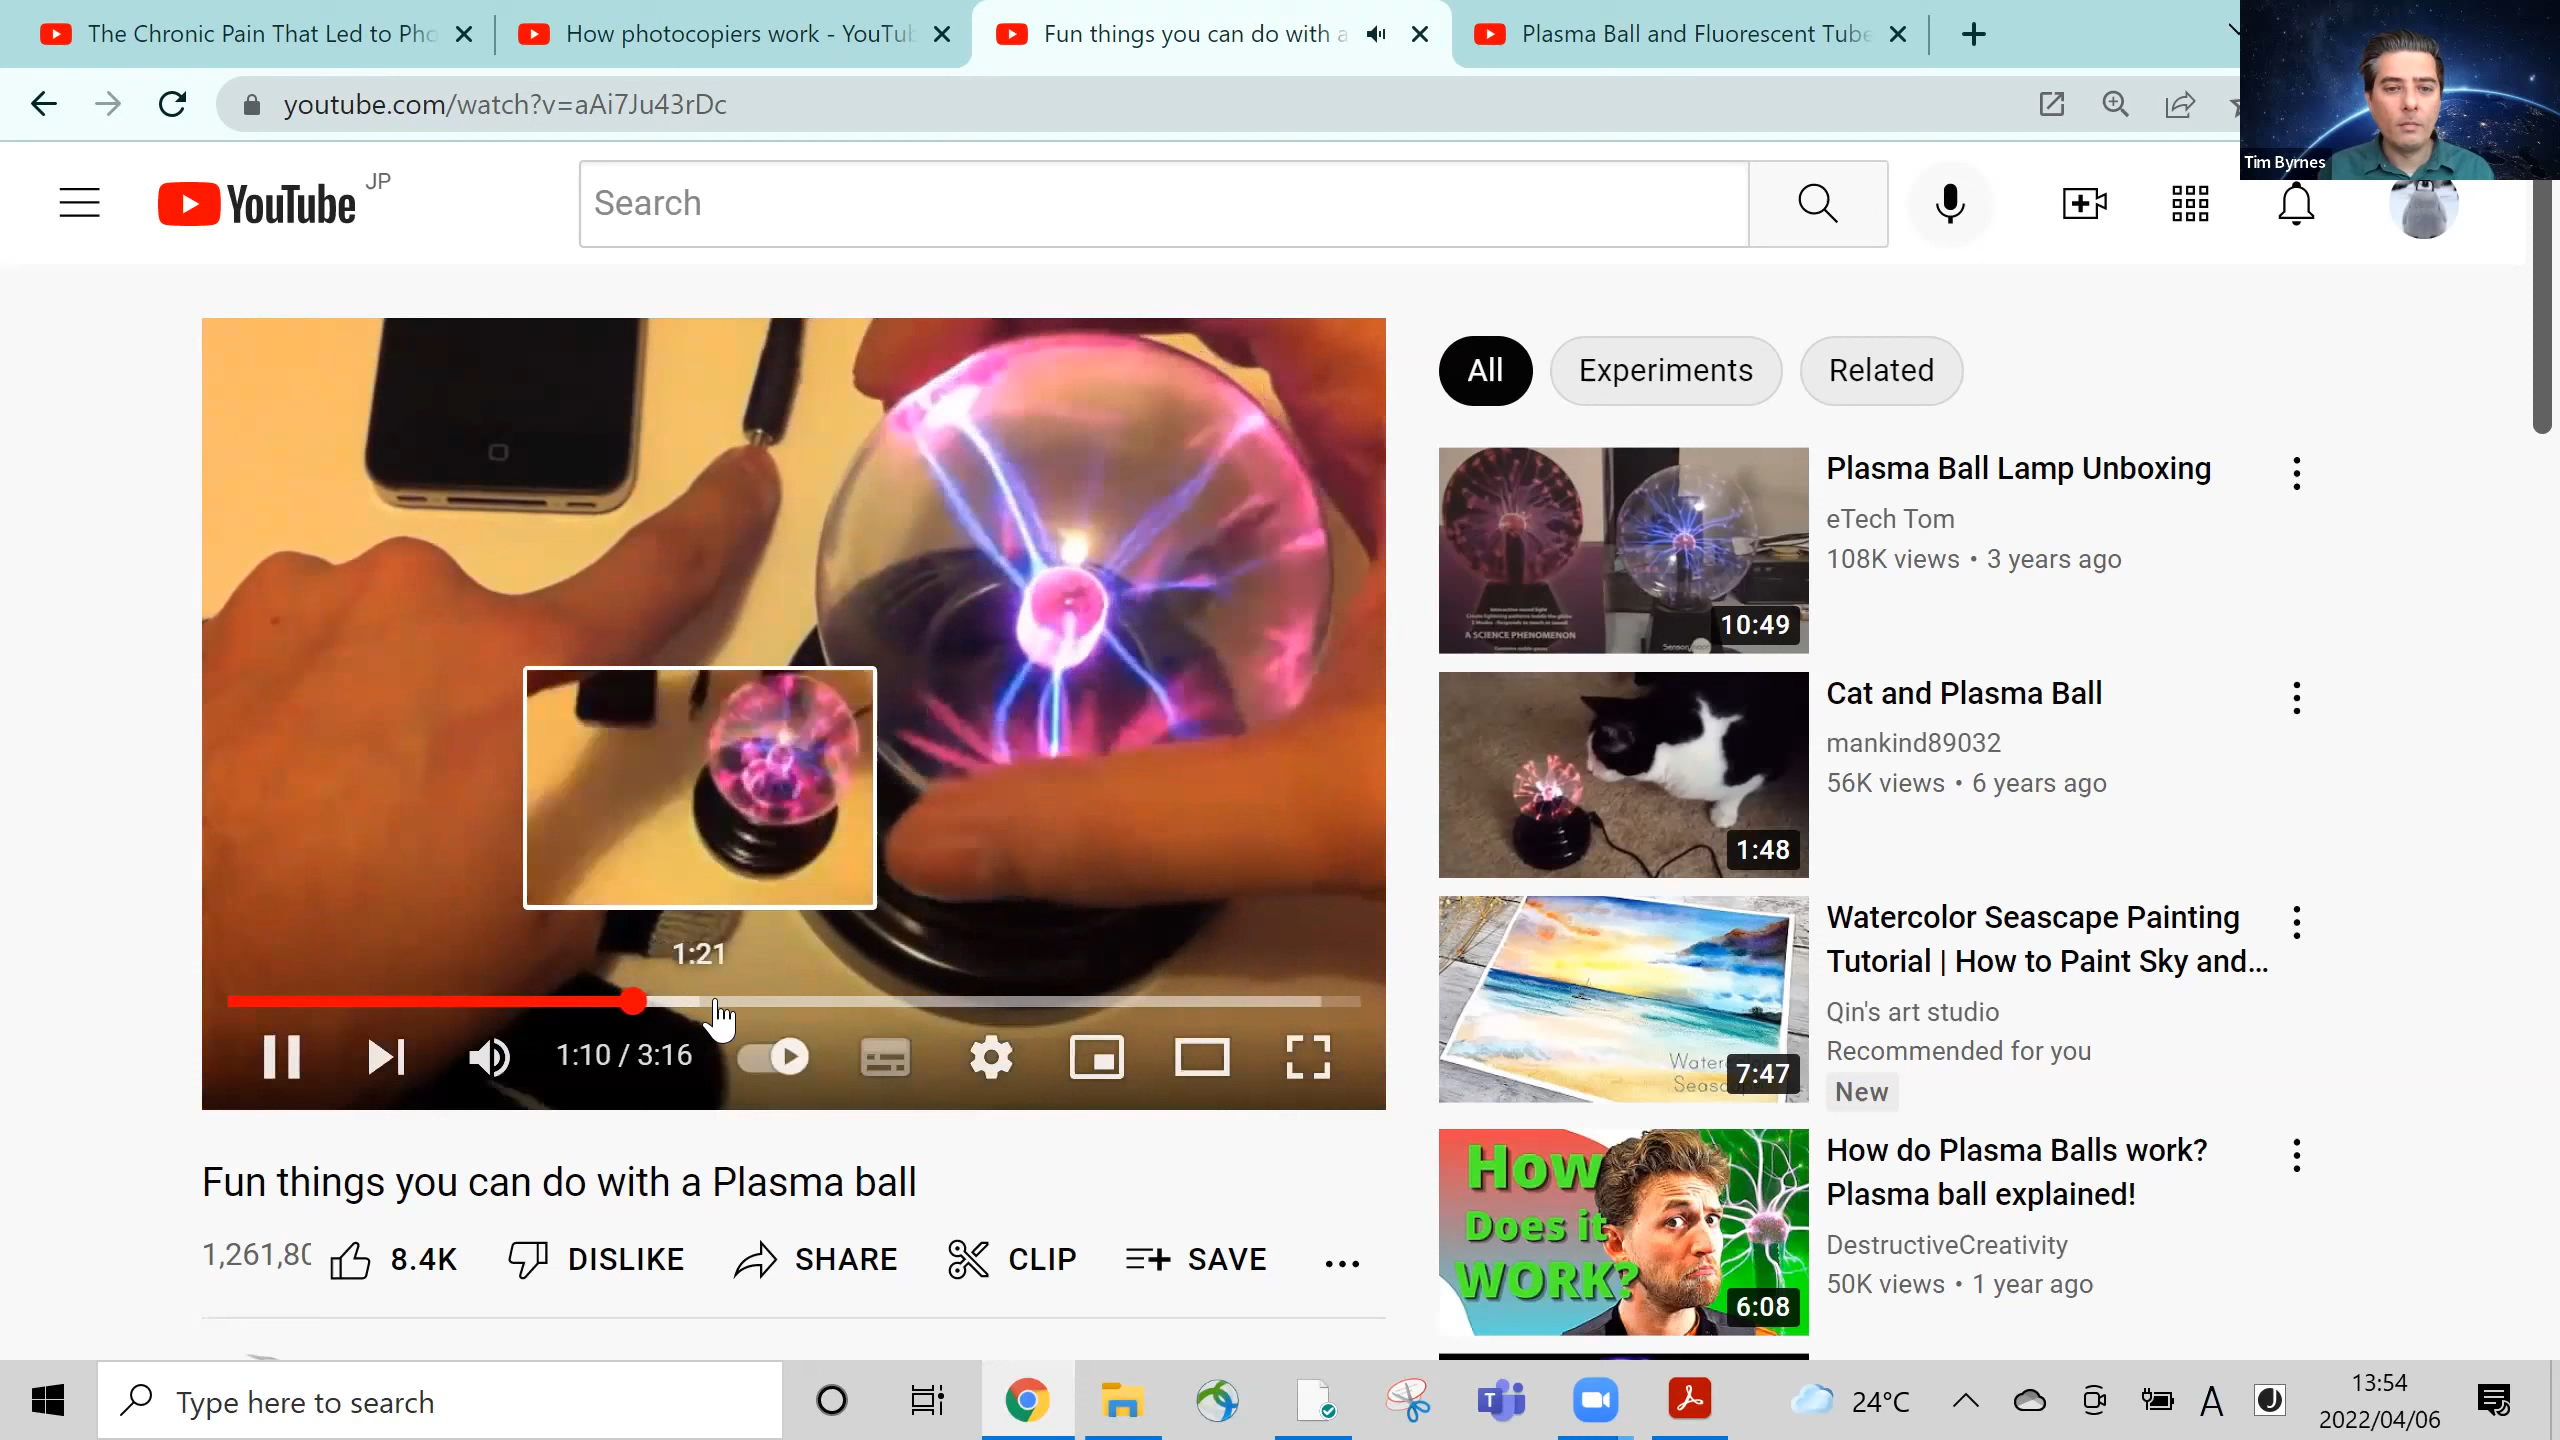 The Chronic Pain That Led to Pho
How photocopiers work - YouTub
Fun things you can do with a
Plasma Ball and Fluorescent Tube
youtube.com/watch?v=aAi7Ju43rDc
Tim Byrnes
YouTube JP
Search
All
Experiments
Related
Plasma Ball Lamp Unboxing
eTech Tom
108K views • 3 years ago
A SCIENCE PHENOMENON
10:49
Cat and Plasma Ball
mankind89032
56K views • 6 years ago
1:48
Watercolor Seascape Painting
Tutorial | How to Paint Sky and...
Qin's art studio
Recommended for you
New
7:47
How do Plasma Balls work?
Plasma ball explained!
DestructiveCreativity
50K views • 1 year ago
How
Does it
WORK?
6:08
1:21
1:10 / 3:16
Fun things you can do with a Plasma ball
1,261,80
8.4K
DISLIKE
SHARE
CLIP
SAVE
Type here to search
24°C
A
J
13:54
2022/04/06